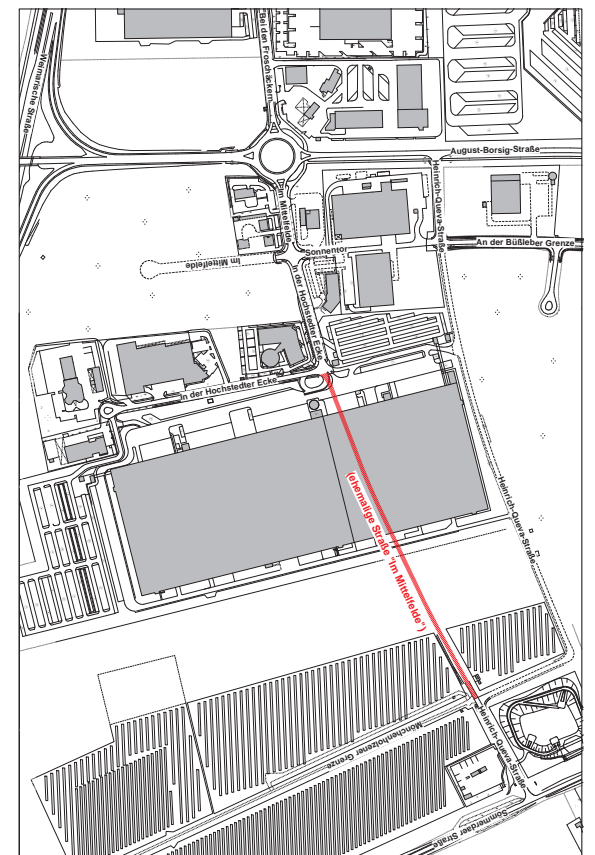 Bei den Froschäckern
Weimarische Straße
August-Borsig-Straße
Heinrich-Queva-Straße
Im Mittelfelde
An der Büßleber Grenze
Sonnentor
Im Mittelfelde
In der Hochstedter Ecke
In der Hochstedter Ecke
Heinrich-Queva-Straße
(ehemalige Straße "Im Mittelfelde")
Heinrich-Queva-Straße
Mönchenholzener Grenze
Sömmerdaer Straße